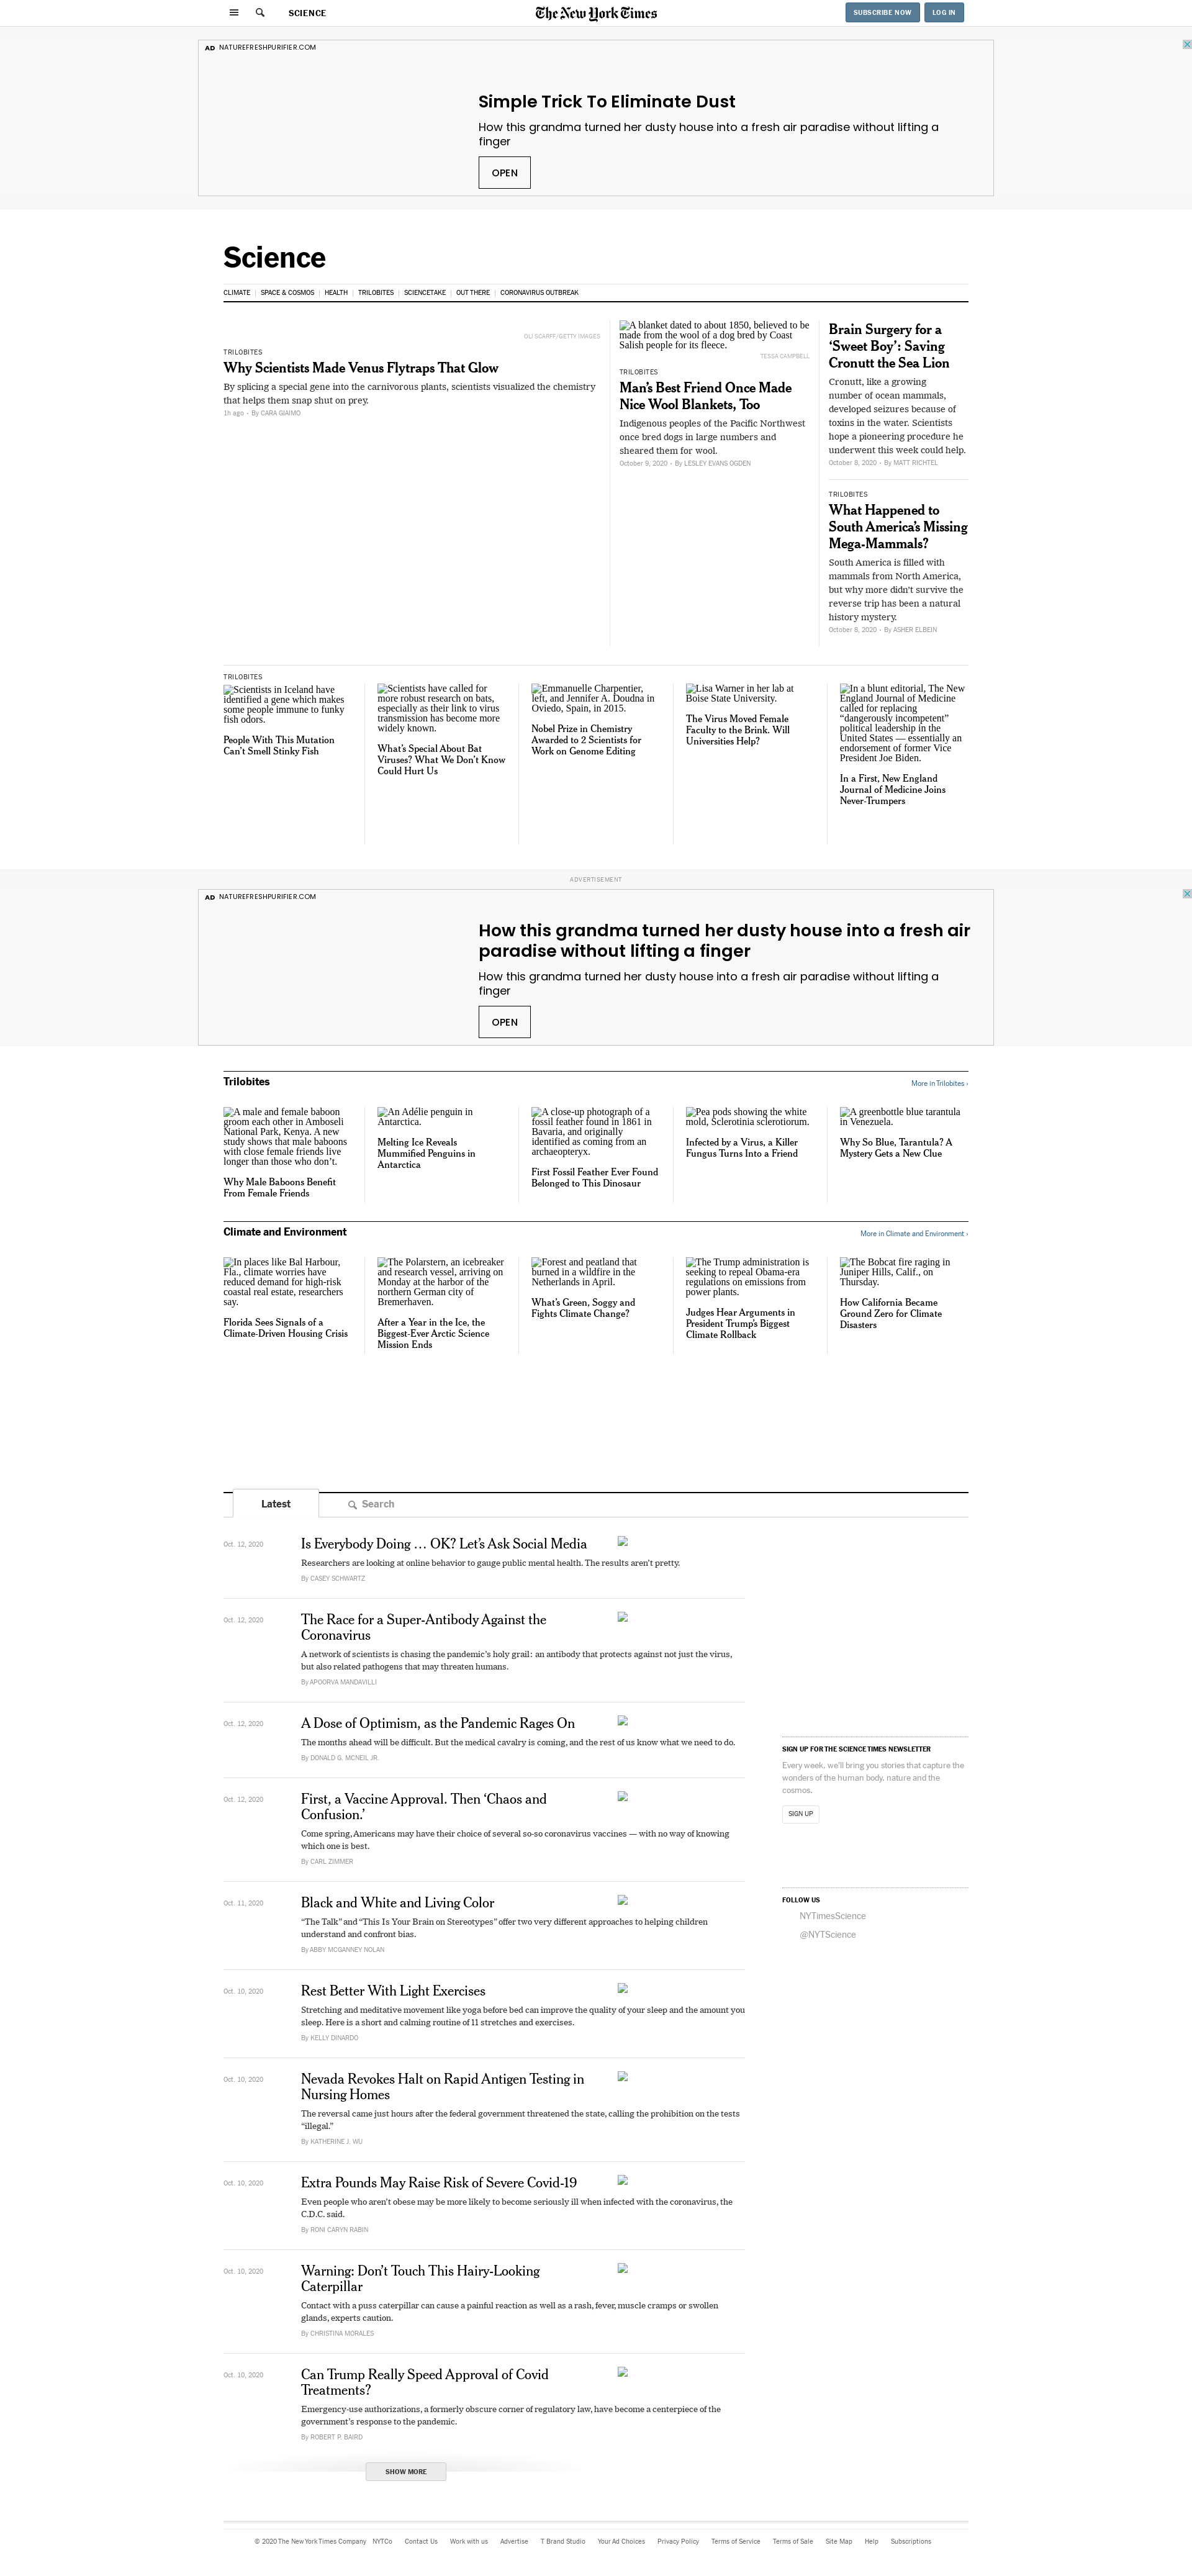 SCIENCE
The New York Times
SUBSCRIBE NOW
LOG IN
AD NATUREFRESHPURIFIER.COM
Simple Trick To Eliminate Dust
How this grandma turned her dusty house into a fresh air paradise without lifting a
finger
OPEN
Science
CLIMATE | SPACE & COSMOS | HEALTH | TRILOBITES | SCIENCETAKE | OUT THERE | CORONAVIRUS OUTBREAK
OLI SCARFF/GETTY IMAGES
TRILOBITES
Why Scientists Made Venus Flytraps That Glow
By splicing a special gene into the carnivorous plants, scientists visualized the chemistry
that helps them snap shut on prey.
1h ago • By CARA GIAIMO
A blanket dated to about 1850, believed to be
made from the wool of a dog bred by Coast
Salish people for its fleece.
TESSA CAMPBELL
TRILOBITES
Man's Best Friend Once Made
Nice Wool Blankets, Too
Indigenous peoples of the Pacific Northwest
once bred dogs in large numbers and
sheared them for wool.
October 9, 2020 • By LESLEY EVANS OGDEN
Brain Surgery for a
'Sweet Boy': Saving
Cronutt the Sea Lion
Cronutt, like a growing
number of ocean mammals,
developed seizures because of
toxins in the water. Scientists
hope a pioneering procedure he
underwent this week could help.
October 8, 2020 • By MATT RICHTEL
TRILOBITES
What Happened to
South America's Missing
Mega-Mammals?
South America is filled with
mammals from North America,
but why more didn't survive the
reverse trip has been a natural
history mystery.
October 8, 2020 • By ASHER ELBEIN
TRILOBITES
Scientists in Iceland have
identified a gene which makes
some people immune to funky
fish odors.
People With This Mutation
Can't Smell Stinky Fish
Scientists have called for
more robust research on bats,
especially as their link to virus
transmission has become more
widely known.
What's Special About Bat
Viruses? What We Don't Know
Could Hurt Us
Emmanuelle Charpentier,
left, and Jennifer A. Doudna in
Oviedo, Spain, in 2015.
Nobel Prize in Chemistry
Awarded to 2 Scientists for
Work on Genome Editing
Lisa Warner in her lab at
Boise State University.
The Virus Moved Female
Faculty to the Brink. Will
Universities Help?
In a blunt editorial, The New
England Journal of Medicine
called for replacing
“dangerously incompetent”
political leadership in the
United States — essentially an
endorsement of former Vice
President Joe Biden.
In a First, New England
Journal of Medicine Joins
Never-Trumpers
ADVERTISEMENT
AD NATUREFRESHPURIFIER.COM
How this grandma turned her dusty house into a fresh air
paradise without lifting a finger
How this grandma turned her dusty house into a fresh air paradise without lifting a
finger
OPEN
Trilobites
More in Trilobites ›
A male and female baboon
groom each other in Amboseli
National Park, Kenya. A new
study shows that male baboons
with close female friends live
longer than those who don't.
Why Male Baboons Benefit
From Female Friends
An Adélie penguin in
Antarctica.
Melting Ice Reveals
Mummified Penguins in
Antarctica
A close-up photograph of a
fossil feather found in 1861 in
Bavaria, and originally
identified as coming from an
archaeopteryx.
First Fossil Feather Ever Found
Belonged to This Dinosaur
Pea pods showing the white
mold, Sclerotinia sclerotiorum.
Infected by a Virus, a Killer
Fungus Turns Into a Friend
A greenbottle blue tarantula
in Venezuela.
Why So Blue, Tarantula? A
Mystery Gets a New Clue
Climate and Environment
More in Climate and Environment ›
In places like Bal Harbour,
Fla., climate worries have
reduced demand for high-risk
coastal real estate, researchers
say.
Florida Sees Signals of a
Climate-Driven Housing Crisis
The Polarstern, an icebreaker
and research vessel, arriving on
Monday at the harbor of the
northern German city of
Bremerhaven.
After a Year in the Ice, the
Biggest-Ever Arctic Science
Mission Ends
Forest and peatland that
burned in a wildfire in the
Netherlands in April.
What's Green, Soggy and
Fights Climate Change?
The Trump administration is
seeking to repeal Obama-era
regulations on emissions from
power plants.
Judges Hear Arguments in
President Trump's Biggest
Climate Rollback
The Bobcat fire raging in
Juniper Hills, Calif., on
Thursday.
How California Became
Ground Zero for Climate
Disasters
Latest
Search
Oct. 12, 2020
Is Everybody Doing … OK? Let's Ask Social Media
Researchers are looking at online behavior to gauge public mental health. The results aren't pretty.
By CASEY SCHWARTZ
Oct. 12, 2020
The Race for a Super-Antibody Against the
Coronavirus
A network of scientists is chasing the pandemic's holy grail: an antibody that protects against not just the virus,
but also related pathogens that may threaten humans.
By APOORVA MANDAVILLI
Oct. 12, 2020
A Dose of Optimism, as the Pandemic Rages On
The months ahead will be difficult. But the medical cavalry is coming, and the rest of us know what we need to do.
By DONALD G. MCNEIL JR.
Oct. 12, 2020
First, a Vaccine Approval. Then 'Chaos and
Confusion.'
Come spring, Americans may have their choice of several so-so coronavirus vaccines — with no way of knowing
which one is best.
By CARL ZIMMER
Oct. 11, 2020
Black and White and Living Color
“The Talk” and “This Is Your Brain on Stereotypes” offer two very different approaches to helping children
understand and confront bias.
By ABBY MCGANNEY NOLAN
Oct. 10, 2020
Rest Better With Light Exercises
Stretching and meditative movement like yoga before bed can improve the quality of your sleep and the amount you
sleep. Here is a short and calming routine of 11 stretches and exercises.
By KELLY DINARDO
Oct. 10, 2020
Nevada Revokes Halt on Rapid Antigen Testing in
Nursing Homes
The reversal came just hours after the federal government threatened the state, calling the prohibition on the tests
“illegal.”
By KATHERINE J. WU
Oct. 10, 2020
Extra Pounds May Raise Risk of Severe Covid-19
Even people who aren't obese may be more likely to become seriously ill when infected with the coronavirus, the
C.D.C. said.
By RONI CARYN RABIN
Oct. 10, 2020
Warning: Don't Touch This Hairy-Looking
Caterpillar
Contact with a puss caterpillar can cause a painful reaction as well as a rash, fever, muscle cramps or swollen
glands, experts caution.
By CHRISTINA MORALES
Oct. 10, 2020
Can Trump Really Speed Approval of Covid
Treatments?
Emergency-use authorizations, a formerly obscure corner of regulatory law, have become a centerpiece of the
government's response to the pandemic.
By ROBERT P. BAIRD
SHOW MORE
SIGN UP FOR THE SCIENCE TIMES NEWSLETTER
Every week, we'll bring you stories that capture the
wonders of the human body, nature and the
cosmos.
SIGN UP
FOLLOW US
NYTimesScience
@NYTScience
© 2020 The New York Times Company NYTCo Contact Us Work with us Advertise T Brand Studio Your Ad Choices Privacy Policy Terms of Service Terms of Sale Site Map Help Subscriptions